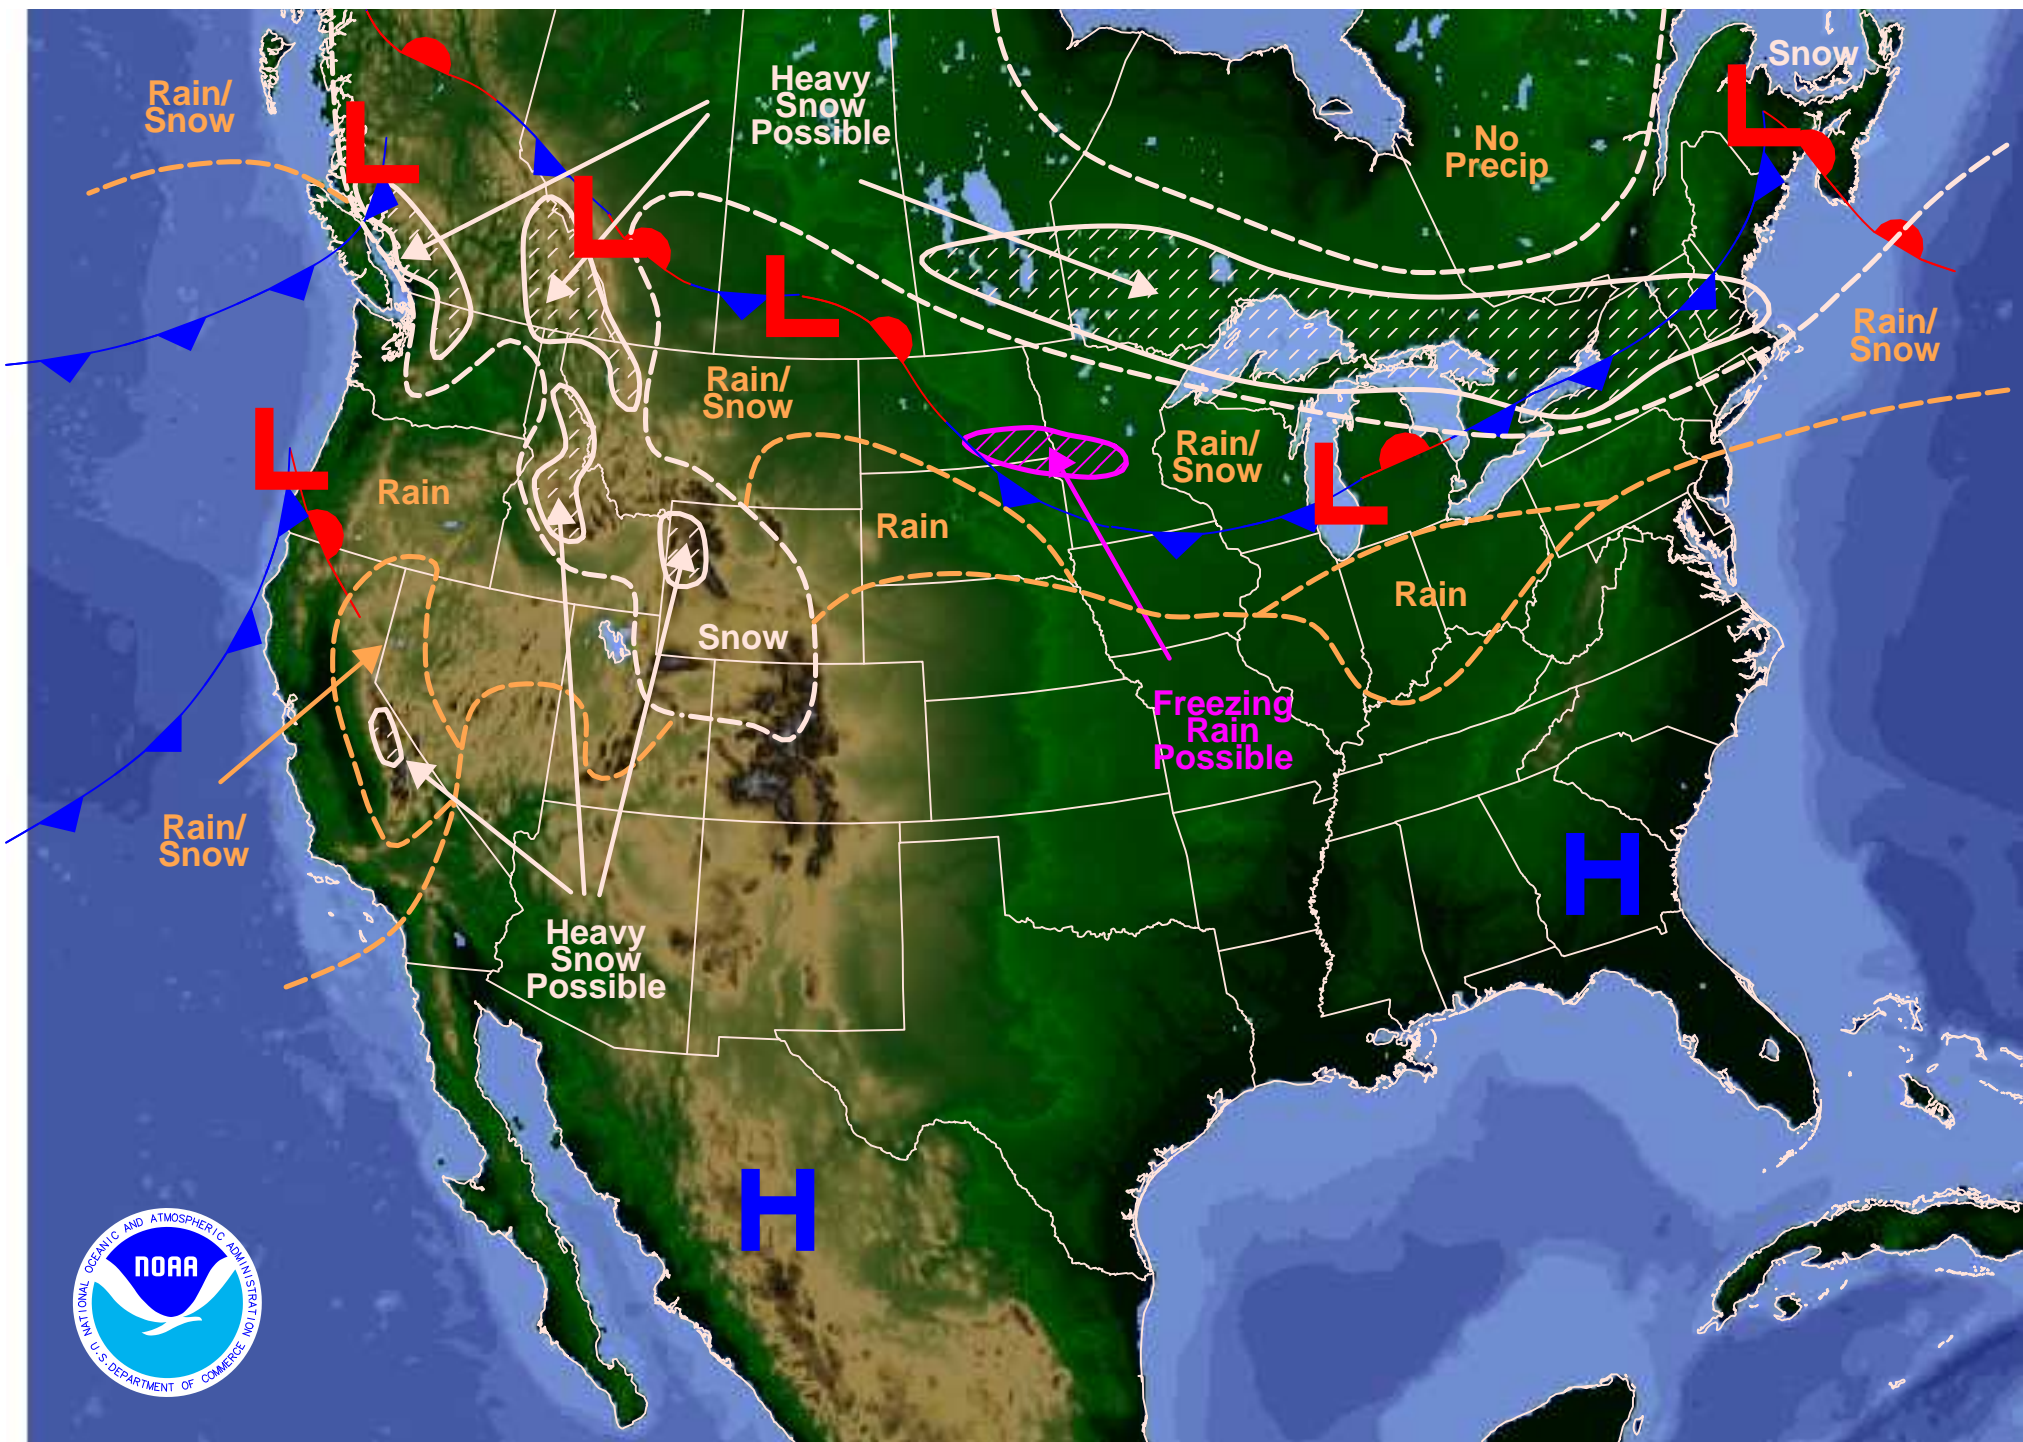 Snow
Heavy
Snow
Possible
Rain/
Snow
L
L
No
Precip
L
L
Rain/
Snow
Rain/
Snow
L
Rain/
Snow
L
Rain
Rain
Rain
Snow
Freezing
Rain
Possible
Rain/
Snow
H
Heavy
Snow
Possible
H
NATIONAL OCEANIC AND ATMOSPHERIC ADMINISTRATION
NOAA
U.S. DEPARTMENT OF COMMERCE